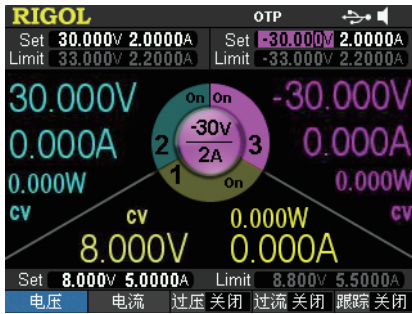 RIGOL OTP
Set 30.000V 2.0000A Set -30.000V 2.0000A
Limit 33.000V 2.2000A Limit -33.000V 2.2000A
30.000V On On -30.000V
0.000A 2 -30V 2A 3 0.000A
0.000W 1 On 0.000W
CV CV 0.000W CV
8.000V 0.000A
Set 8.000V 5.0000A Limit 8.800V 5.5000A
电压 电流 过压 关闭 过流 关闭 跟踪 关闭